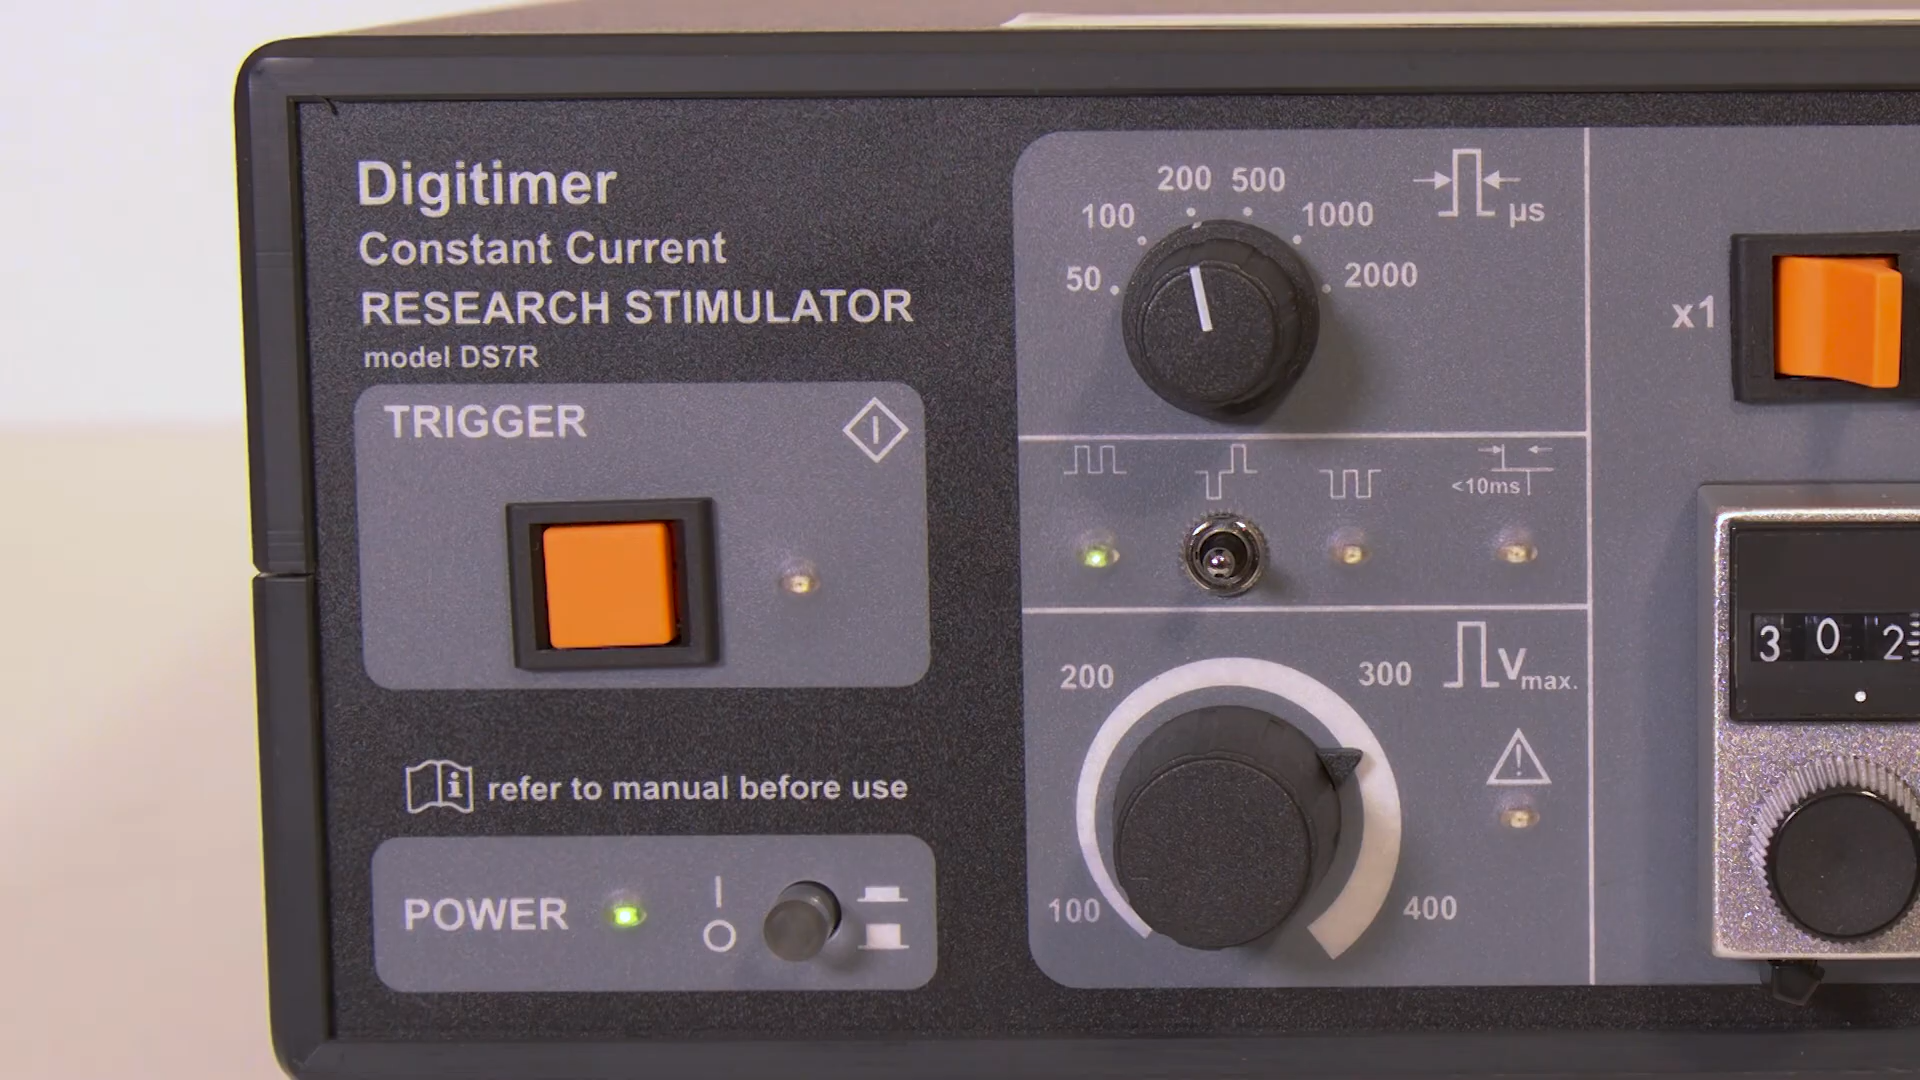 Digitimer
Constant Current
RESEARCH STIMULATOR
model DS7R
TRIGGER
refer to manual before use
POWER
200 500
100 1000
50 2000
µs
<10ms
200 300
Vmax.
100 400
x1
3 0 2